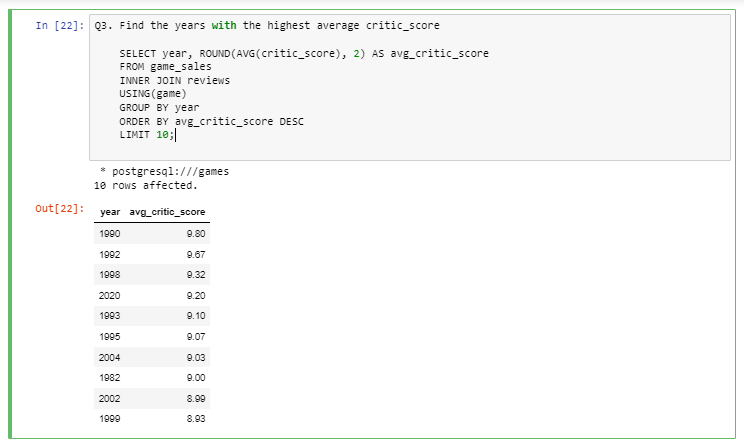 In [22]: Q3. Find the years with the highest average critic_score
SELECT year, ROUND(AVG(critic_score), 2) AS avg_critic_score
FROM game_sales
INNER JOIN reviews
USING(game)
GROUP BY year
ORDER BY avg_critic_score DESC
LIMIT 10;
* postgresql:///games
10 rows affected.
Out[22]: year avg_critic_score
1990 9.80
1992 9.67
1998 9.32
2020 9.20
1993 9.10
1995 9.07
2004 9.03
1982 9.00
2002 8.99
1999 8.93